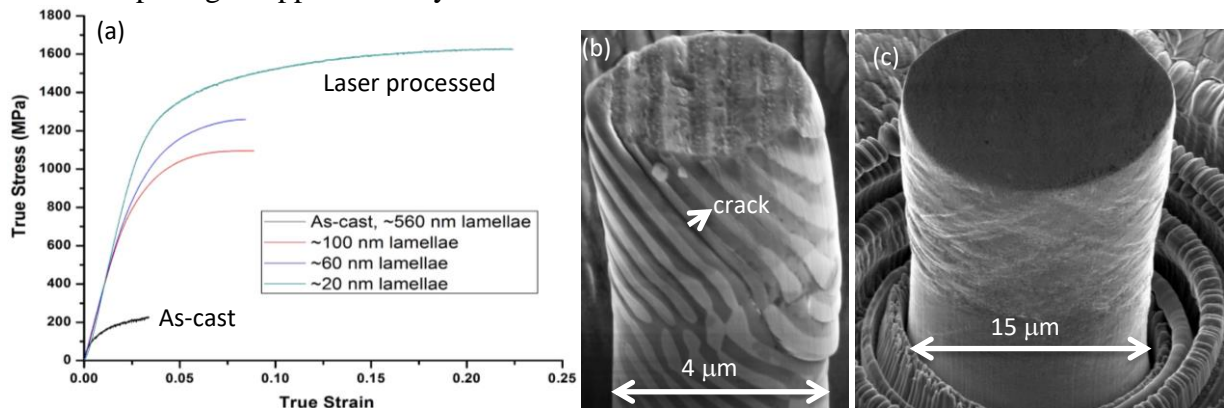 (a)
1800
1600
1400
1200
1000
800
600
400
200
0
True Stress (MPa)
Laser processed
As-cast, ~560 nm lamellae
~100 nm lamellae
~60 nm lamellae
~20 nm lamellae
As-cast
0.00 0.05 0.10 0.15 0.20 0.25
True Strain
(b)
crack
4 μm
(c)
15 μm